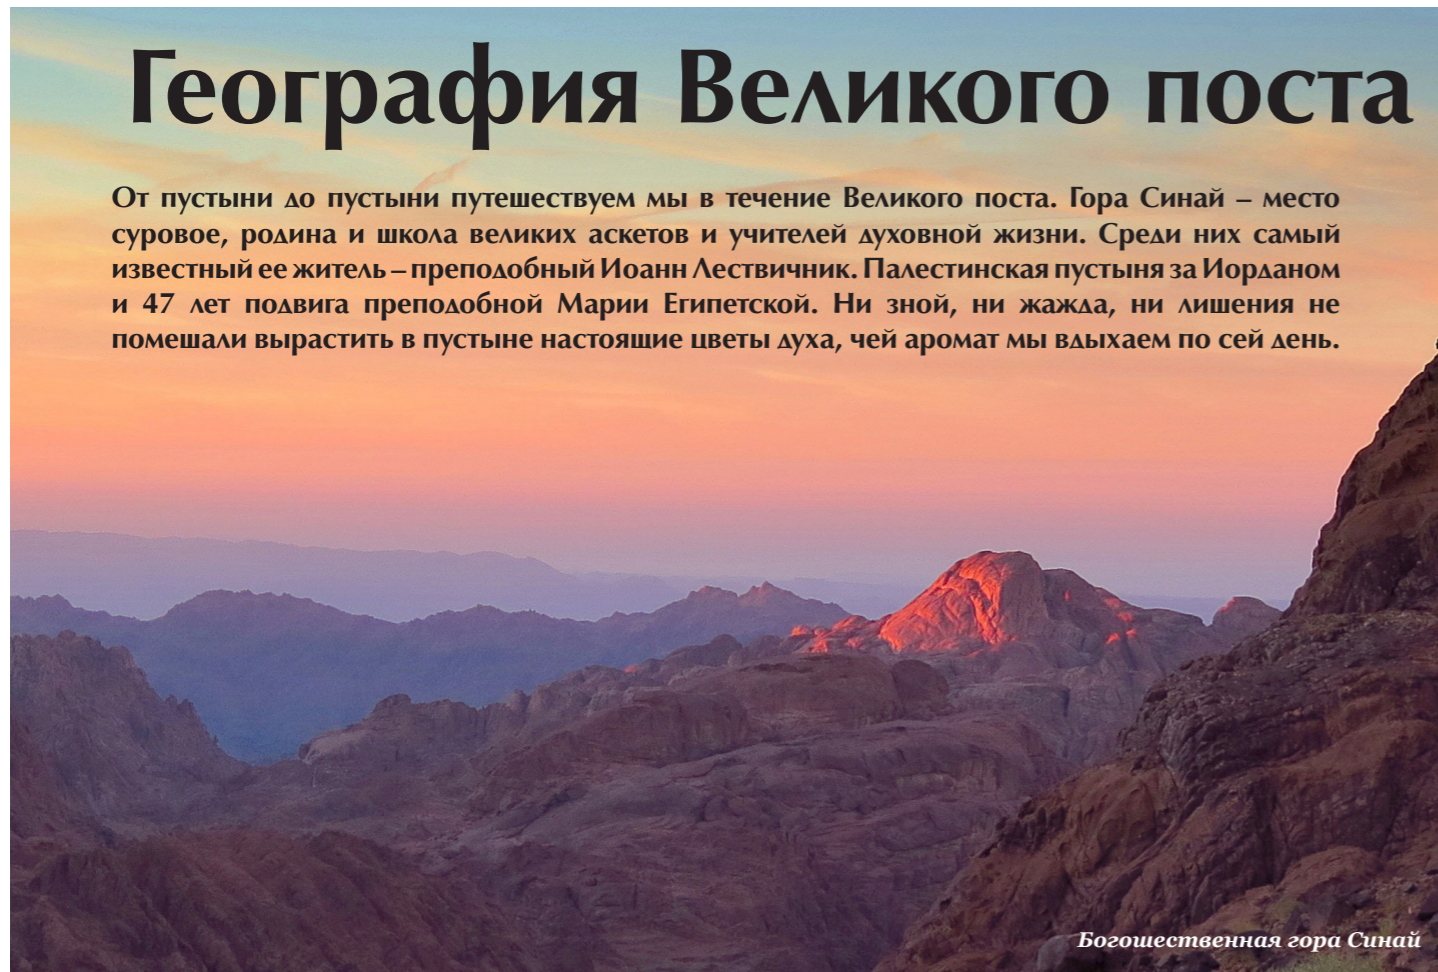 География Великого поста
От пустыни до пустыни путешествуем мы в течение Великого поста. Гора Синай – место
суровое, родина и школа великих аскетов и учителей духовной жизни. Среди них самый
известный ее житель – преподобный Иоанн Лествичник. Палестинская пустыня за Иорданом
и 47 лет подвига преподобной Марии Египетской. Ни зной, ни жажда, ни лишения не
помешали вырастить в пустыне настоящие цветы духа, чей аромат мы вдыхаем по сей день.
Богошественная гора Синай